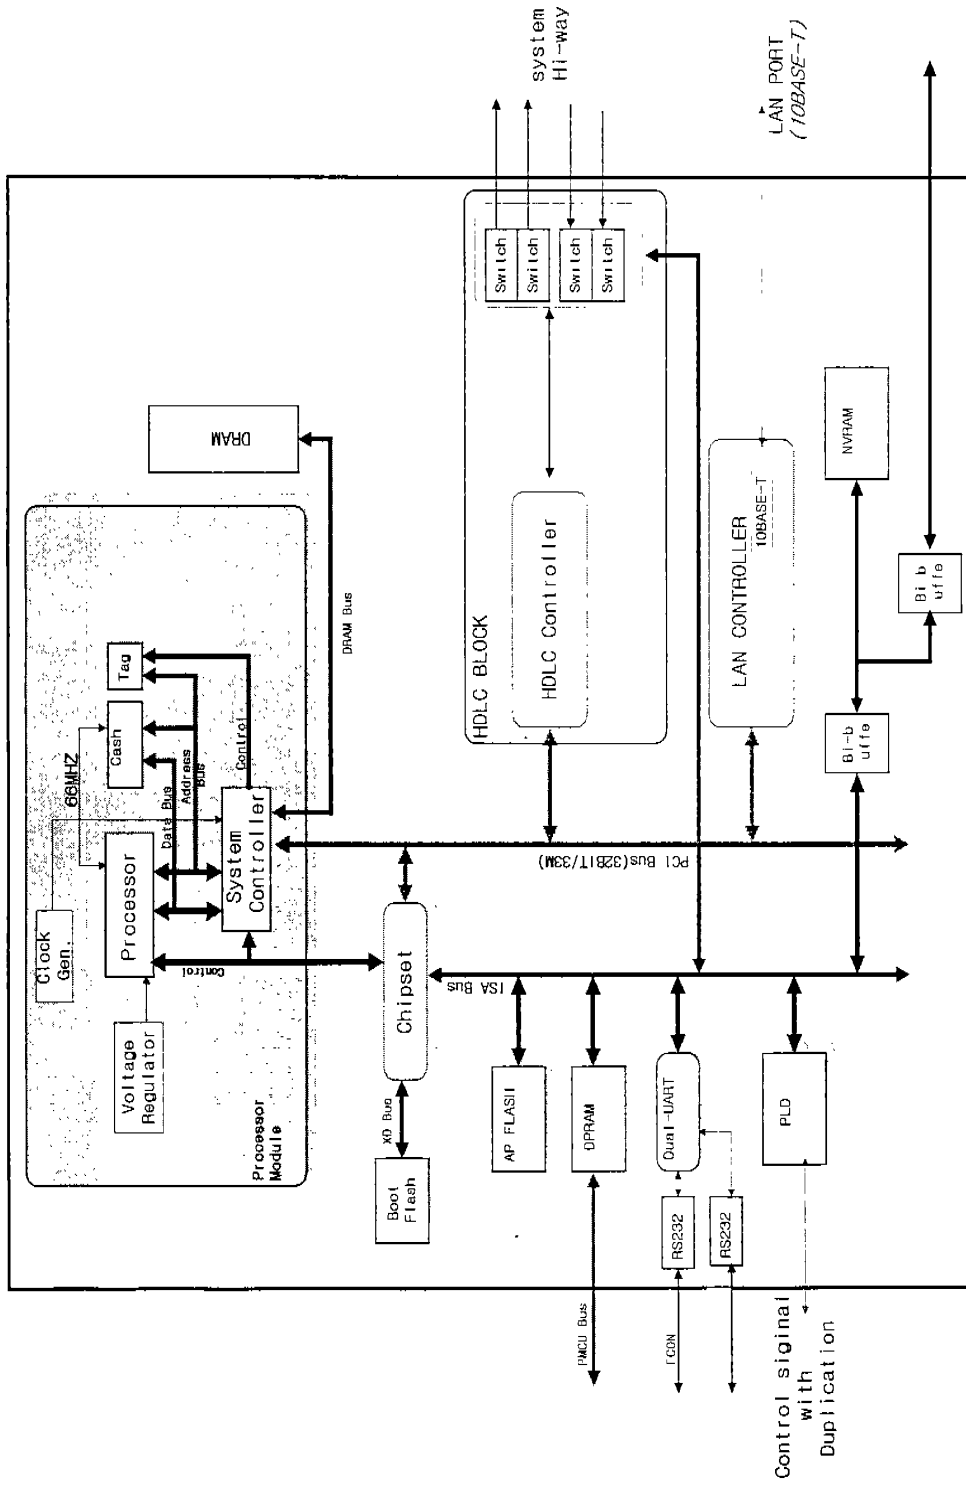 Clock
Gen.
Voltage
Regulator
Processor
66MHZ
Cash
Tag
Date Bus
Address
Bus
Control
System
Controller
Control
Processor
Module
DRAM
DRAM Bus
Boot
Flash
XD Bus
Chipset
PCI Bus(32BIT/33M)
ISA Bus
HDLC BLOCK
HDLC Controller
Switch
Switch
Switch
Switch
system
Hi-way
AP FLASH
DPRAM
PMCU Bus
Dual-UART
RS232
RS232
PLD
Control siginal
with
Duplication
LAN CONTROLLER
10BASE-T
LAN PORT
(10BASE-T)
NVRAM
Bi-b
uffe
Bi b
uffe